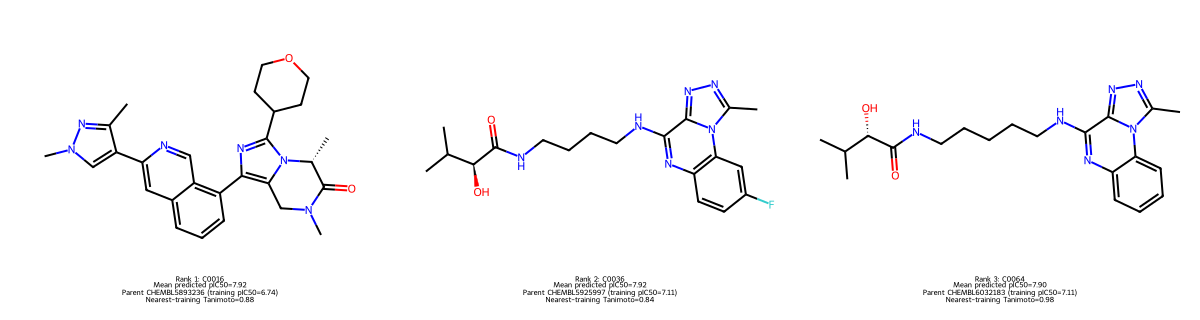 Rank 1: C0016
Mean predicted pIC50=7.92
Parent CHEMBL5893236 (training pIC50=6.74)
Nearest-training Tanimoto=0.88
Rank 2: C0036
Mean predicted pIC50=7.92
Parent CHEMBL5925997 (training pIC50=7.11)
Nearest-training Tanimoto=0.84
Rank 3: C0064
Mean predicted pIC50=7.90
Parent CHEMBL6032183 (training pIC50=7.11)
Nearest-training Tanimoto=0.98